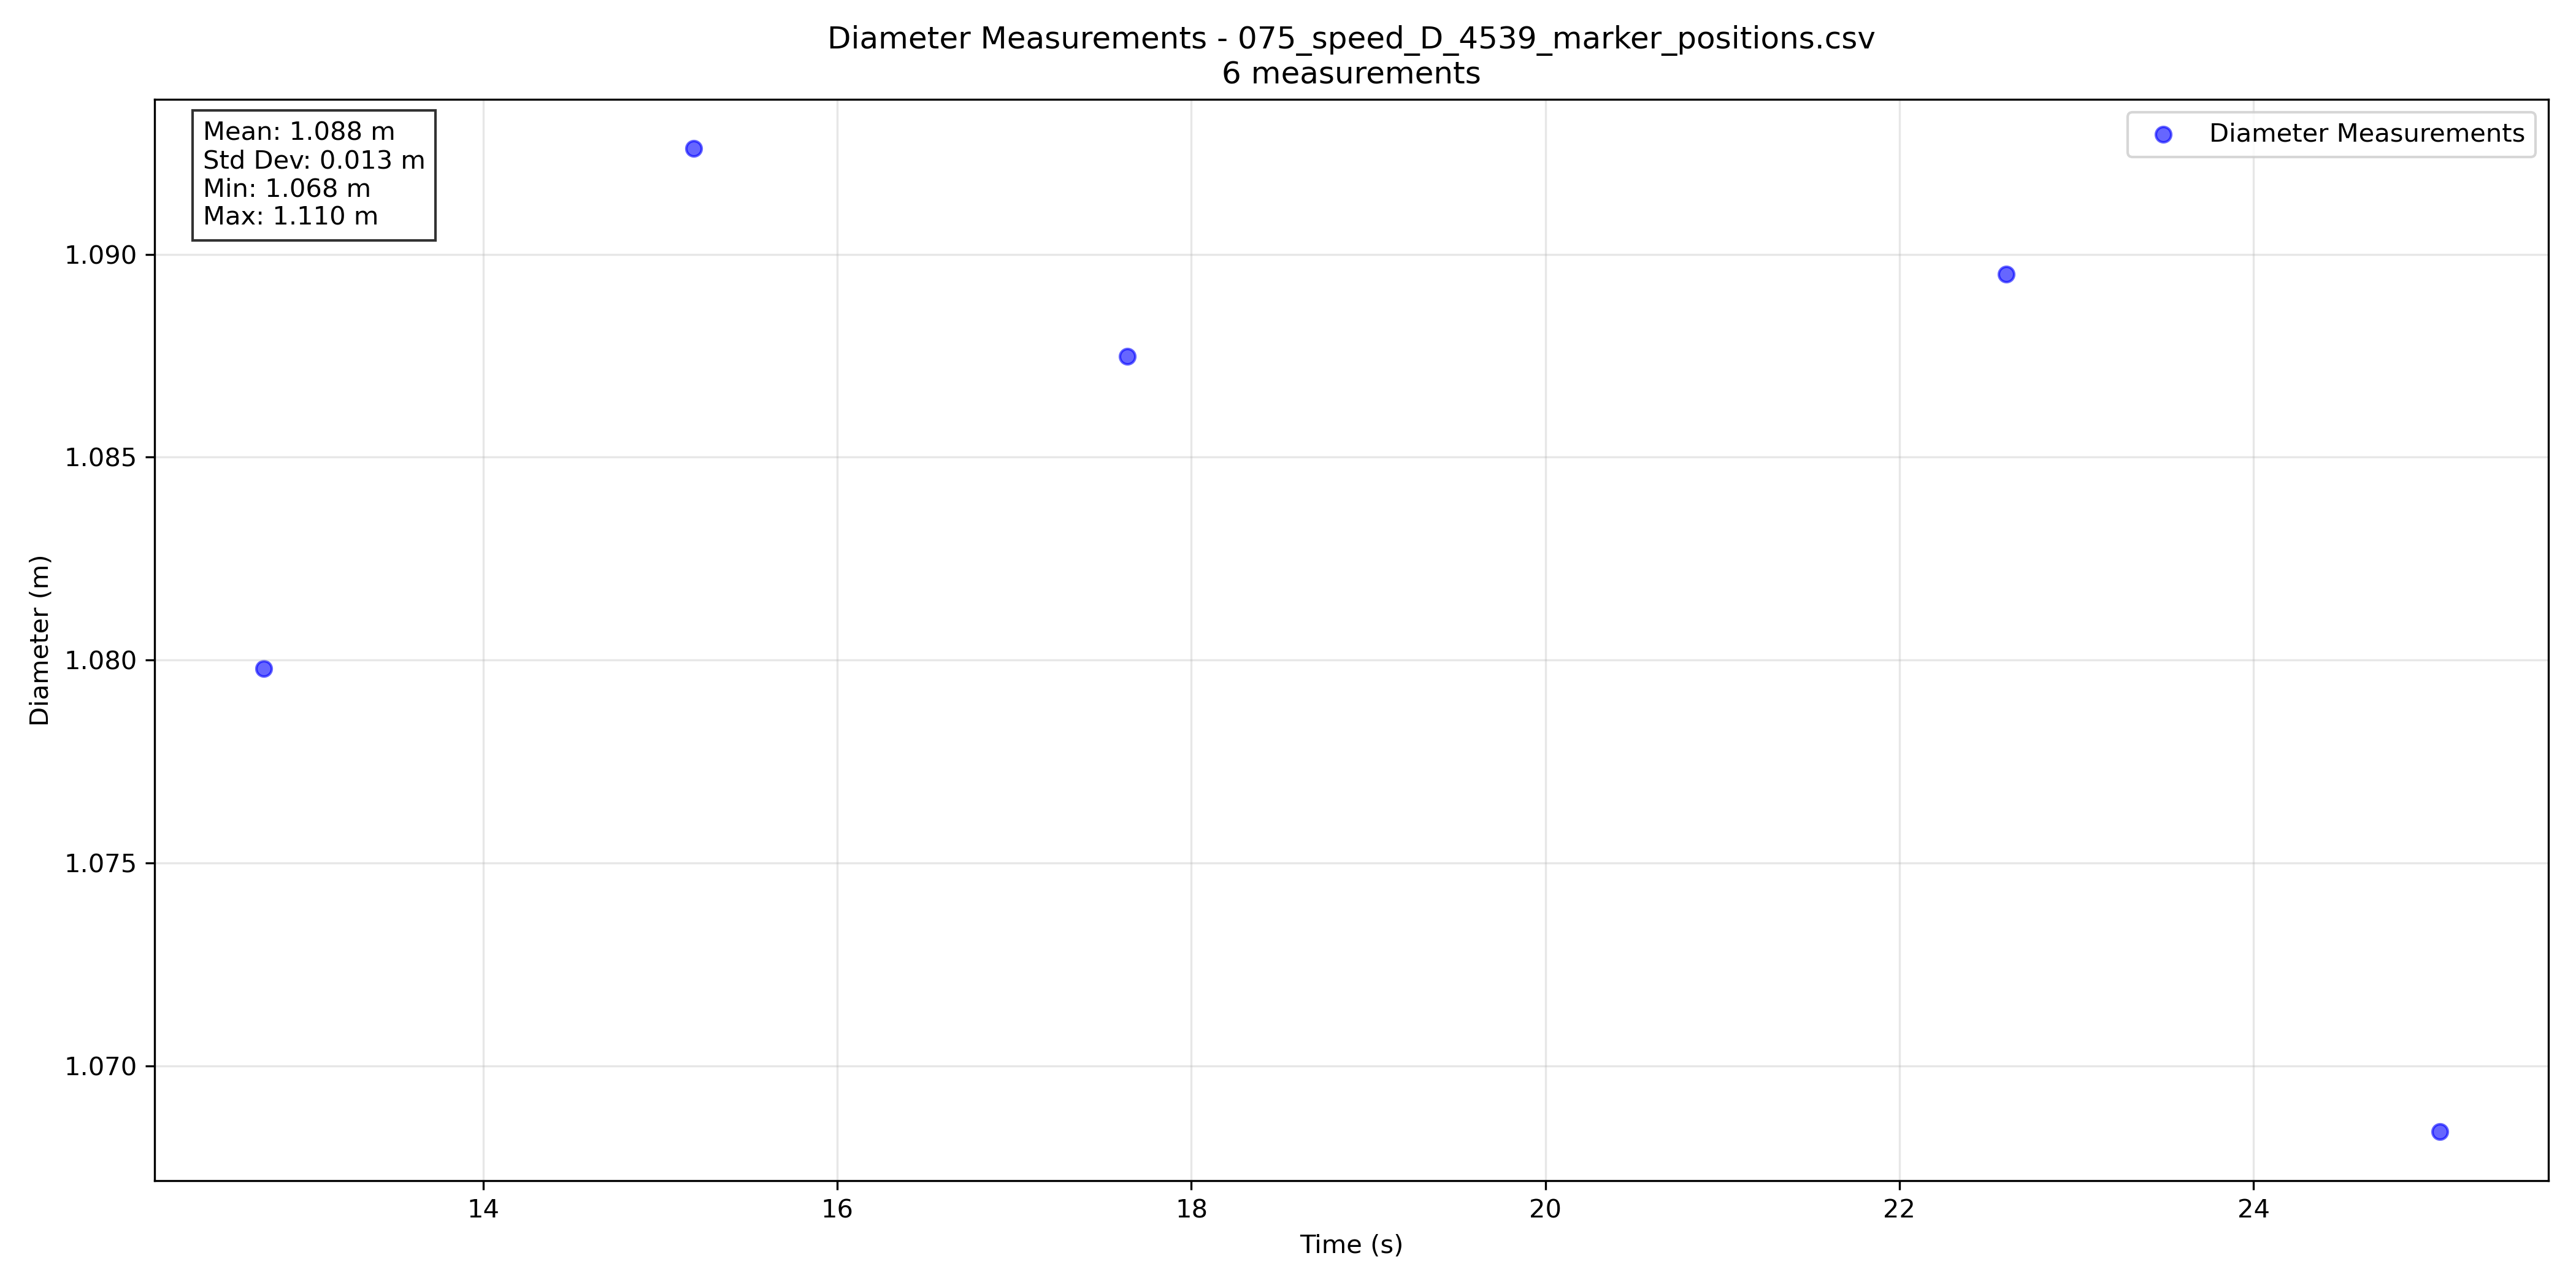 Diameter Measurements - 075_speed_D_4539_marker_positions.csv
6 measurements
Mean: 1.088 m
Std Dev: 0.013 m
Min: 1.068 m
Max: 1.110 m
Diameter Measurements
1.090
1.085
1.080
1.075
1.070
Diameter (m)
14 16 18 20 22 24
Time (s)